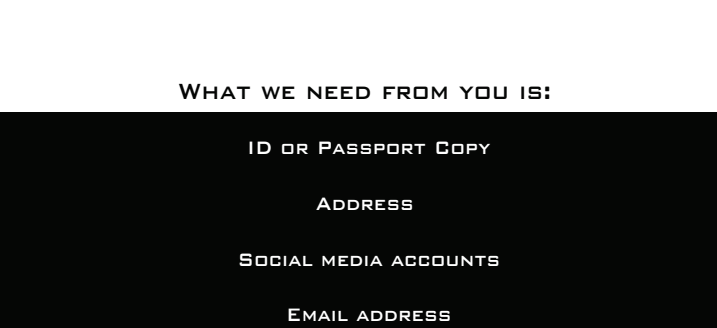 What we need from you is:
ID or Passport Copy
Address
Social media accounts
Email address